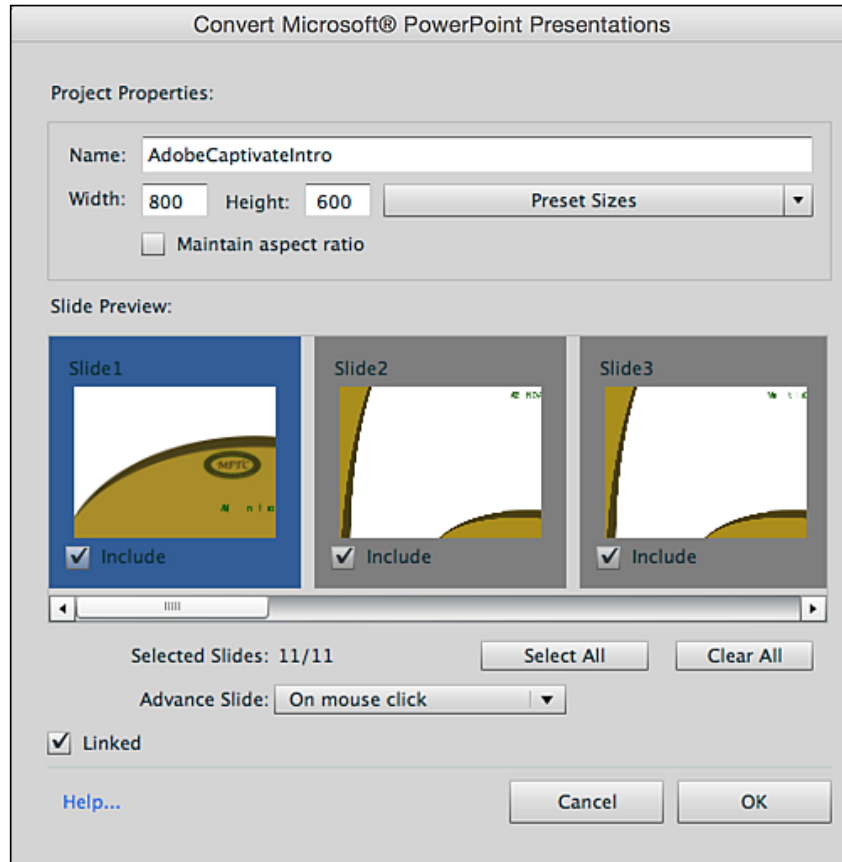 Convert Microsoft® PowerPoint Presentations
Project Properties:
Name: AdobeCaptivateIntro
Width: 800 Height: 600 Preset Sizes
Maintain aspect ratio
Slide Preview:
Slide1 Slide2 Slide3
MPTC
Include Include Include
Selected Slides: 11/11 Select All Clear All
Advance Slide: On mouse click
Linked
Help... Cancel OK